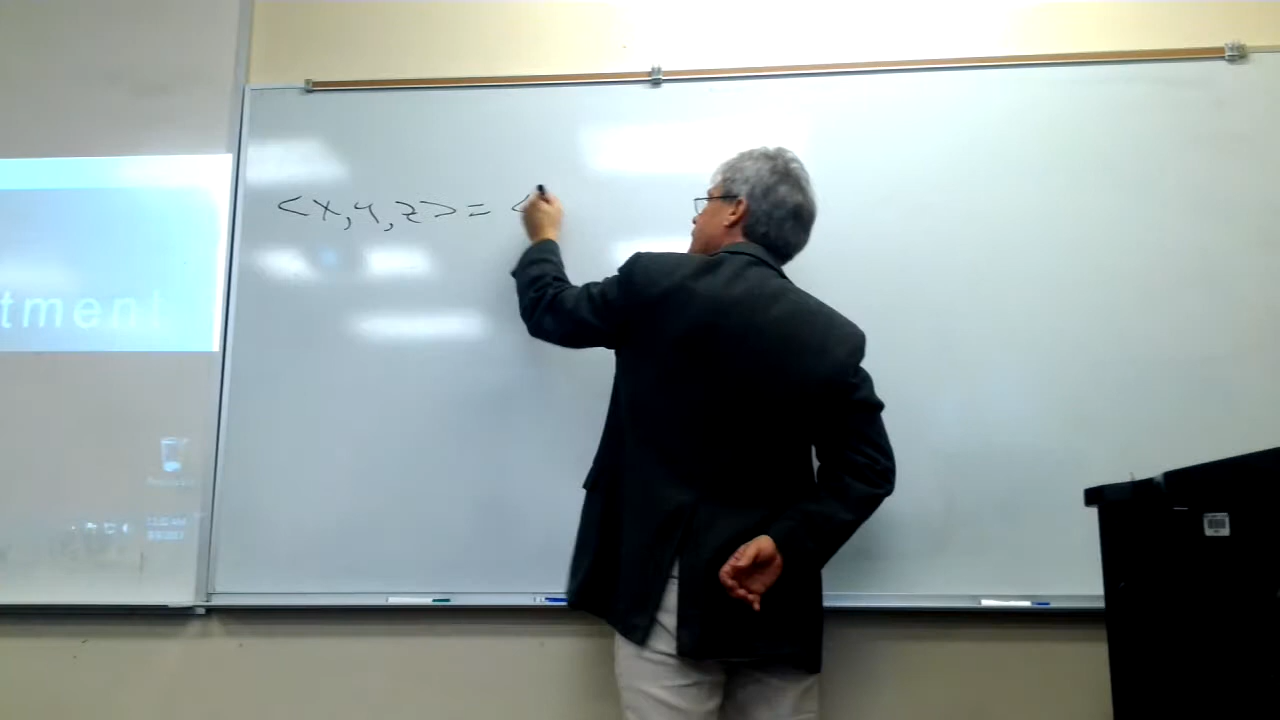 <x,y,z> = <
tment